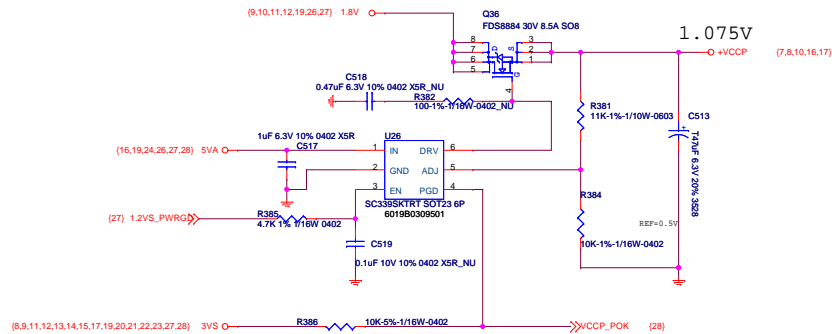 Q36
{9,10,11,12,19,26,27} 1.8V
FDS8884 30V 8.5A SO8
1.075V
8 D S 3
7 2
6 1
5 G
4
+VCCP {7,8,10,16,17}
C518
0.47uF 6.3V 10% 0402 X5R_NU
R382
100-1%-1/16W-0402_NU
R381
11K-1%-1/10W-0603
C513
T47uF 6.3V 20% 3528
1uF 6.3V 10% 0402 X5R
C517
U26
{16,19,24,26,27,28} 5VA
1 IN DRV 6
2 GND ADJ 5
3 EN PGD 4
SC339SKTRT SOT23 6P
6019B0309501
{27} 1.2VS_PWRGD
R385
4.7K 1% 1/16W 0402
R384
10K-1%-1/16W-0402
REF=0.5V
C519
0.1uF 10V 10% 0402 X5R_NU
{8,9,11,12,13,14,15,17,19,20,21,22,23,27,28} 3VS
R386
10K-5%-1/16W-0402
VCCP_POK {28}